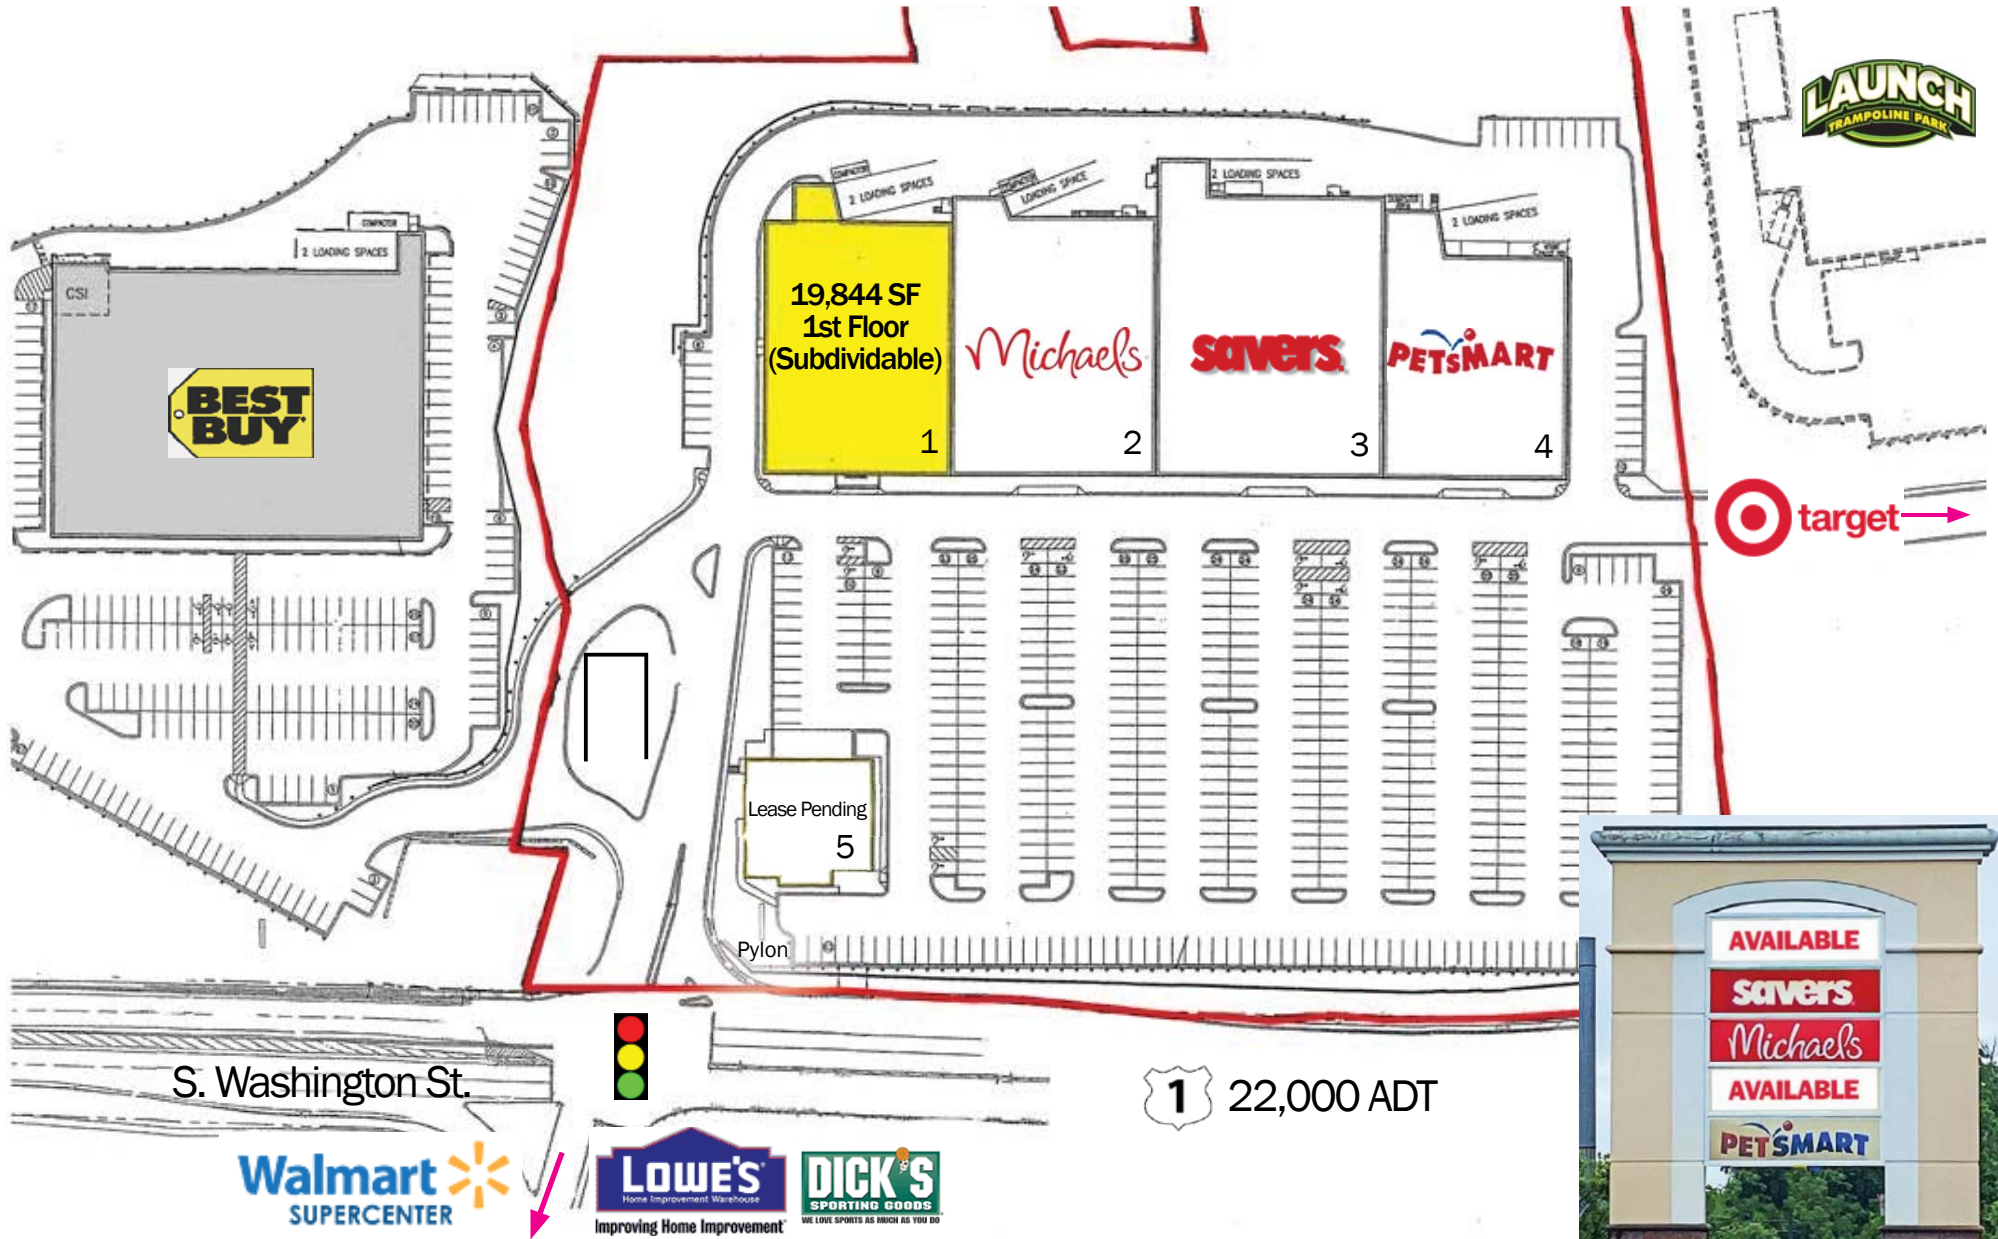 LAUNCH
TRAMPOLINE PARK
COMPACTOR
2 LOADING SPACES
LOADING SPACE
2 LOADING SPACES
2 LOADING SPACES
COMPACTOR
2 LOADING SPACES
CSI
BEST
BUY
19,844 SF
1st Floor
(Subdividable)
1
Michaels
2
savers
3
PETSMART
4
target
Lease Pending
5
Pylon
AVAILABLE
savers
Michaels
AVAILABLE
PETSMART
S. Washington St.
1 22,000 ADT
Walmart
SUPERCENTER
LOWE'S
Home Improvement Warehouse
Improving Home Improvement
DICK'S
SPORTING GOODS
WE LOVE SPORTS AS MUCH AS YOU DO